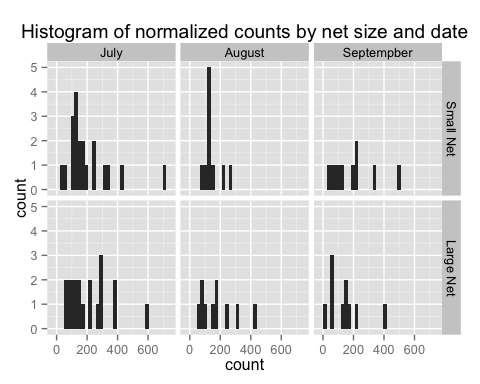 Histogram of normalized counts by net size and date
July August Septempber
5
4
3
2
1
0
Small Net
5
4
3
2
1
0
Large Net
count
0 200 400 600 0 200 400 600 0 200 400 600
count